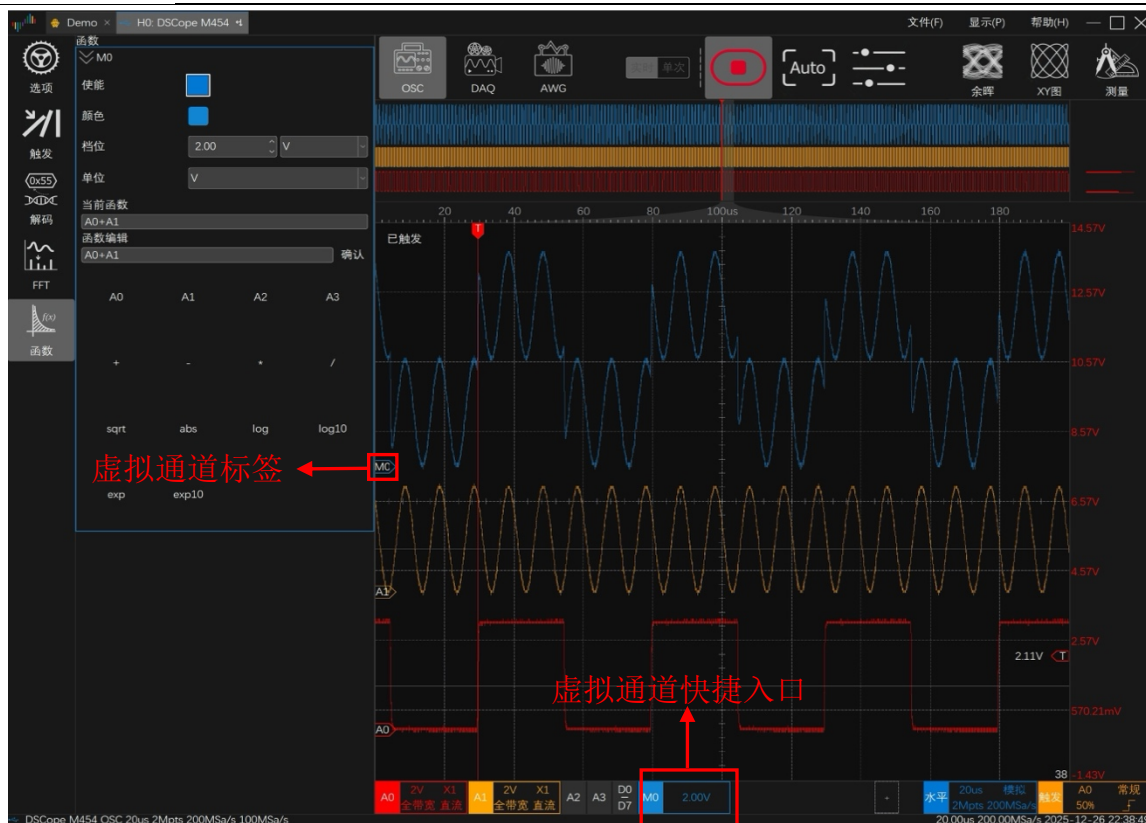 Demo × H0: DSCope M454
文件(F) 显示(P) 帮助(H)
函数
M0
使能
颜色
档位 2.00 V
单位 V
当前函数
A0+A1
函数编辑
A0+A1 确认
A0 A1 A2 A3
+ - * /
sqrt abs log log10
exp exp10
选项
触发
(0x55)
解码
FFT
f(x)
函数
OSC DAQ AWG
单次
Auto
余晖 XY图 测量
20 40 60 80 100us 120 140 160 180
T
已触发
14.57V
12.57V
10.57V
8.57V
6.57V
4.57V
2.57V
2.11V T
570.21mV
38 -1.43V
虚拟通道标签
M0
A1
A0
虚拟通道快捷入口
A0 2V X1 全带宽 直流
A1 2V X1 全带宽 直流
A2 A3 D0 D7
M0 2.00V
-
水平 20us 模拟 2Mpts 200MSa/s
触发 A0 常规 50%
DSCope M454 OSC 20us 2Mpts 200MSa/s 100MSa/s
20.00us 200.00MSa/s 2025-12-26 22:38:4